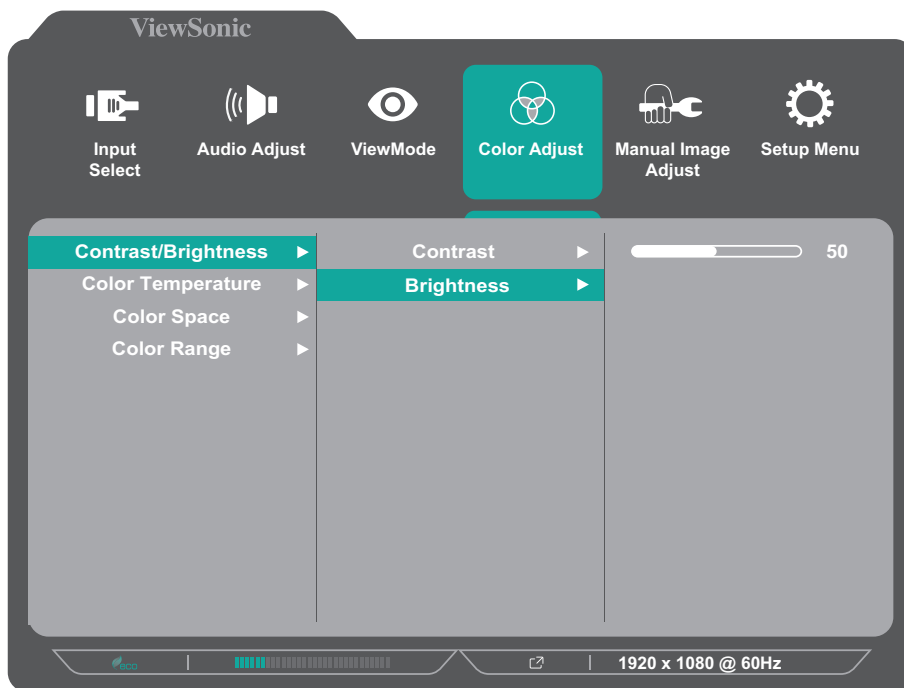 ViewSonic
Input
Select
Audio Adjust
ViewMode
Color Adjust
Manual Image
Adjust
Setup Menu
Contrast/Brightness
Color Temperature
Color Space
Color Range
Contrast
Brightness
50
eco
1920 x 1080 @ 60Hz